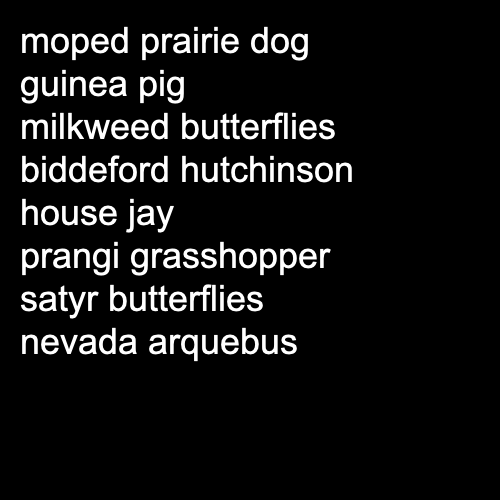 moped prairie dog
guinea pig
milkweed butterflies
biddeford hutchinson
house jay
prangi grasshopper
satyr butterflies
nevada arquebus